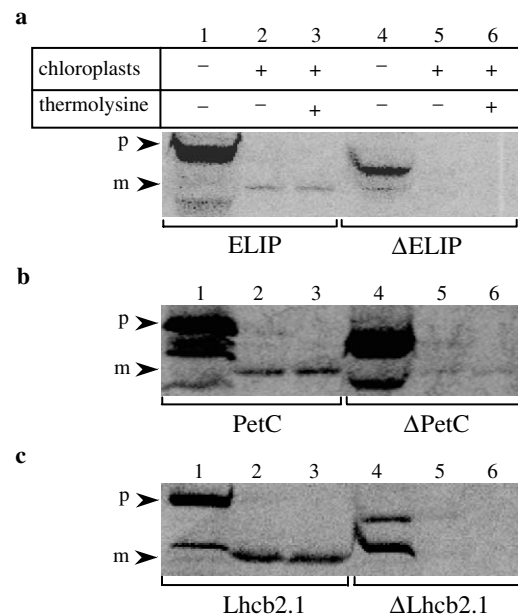 a
1 2 3 4 5 6
chloroplasts − + + − + +
thermolysine − − + − − +
p
m
ELIP ΔELIP
b
1 2 3 4 5 6
p
m
PetC ΔPetC
c
1 2 3 4 5 6
p
m
Lhcb2.1 ΔLhcb2.1